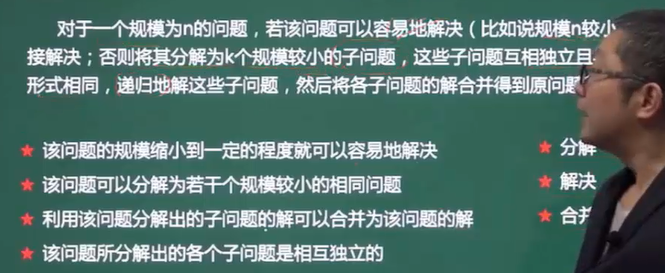 对于一个规模为n的问题，若该问题可以容易地解决（比如说规模n较小
接解决；否则将其分解为k个规模较小的子问题，这些子问题互相独立且
形式相同，递归地解这些子问题，然后将各子问题的解合并得到原问题
★ 该问题的规模缩小到一定的程度就可以容易地解决
★ 该问题可以分解为若干个规模较小的相同问题
★ 利用该问题分解出的子问题的解可以合并为该问题的解
★ 该问题所分解出的各个子问题是相互独立的
★ 分解
★ 解决
★ 合并